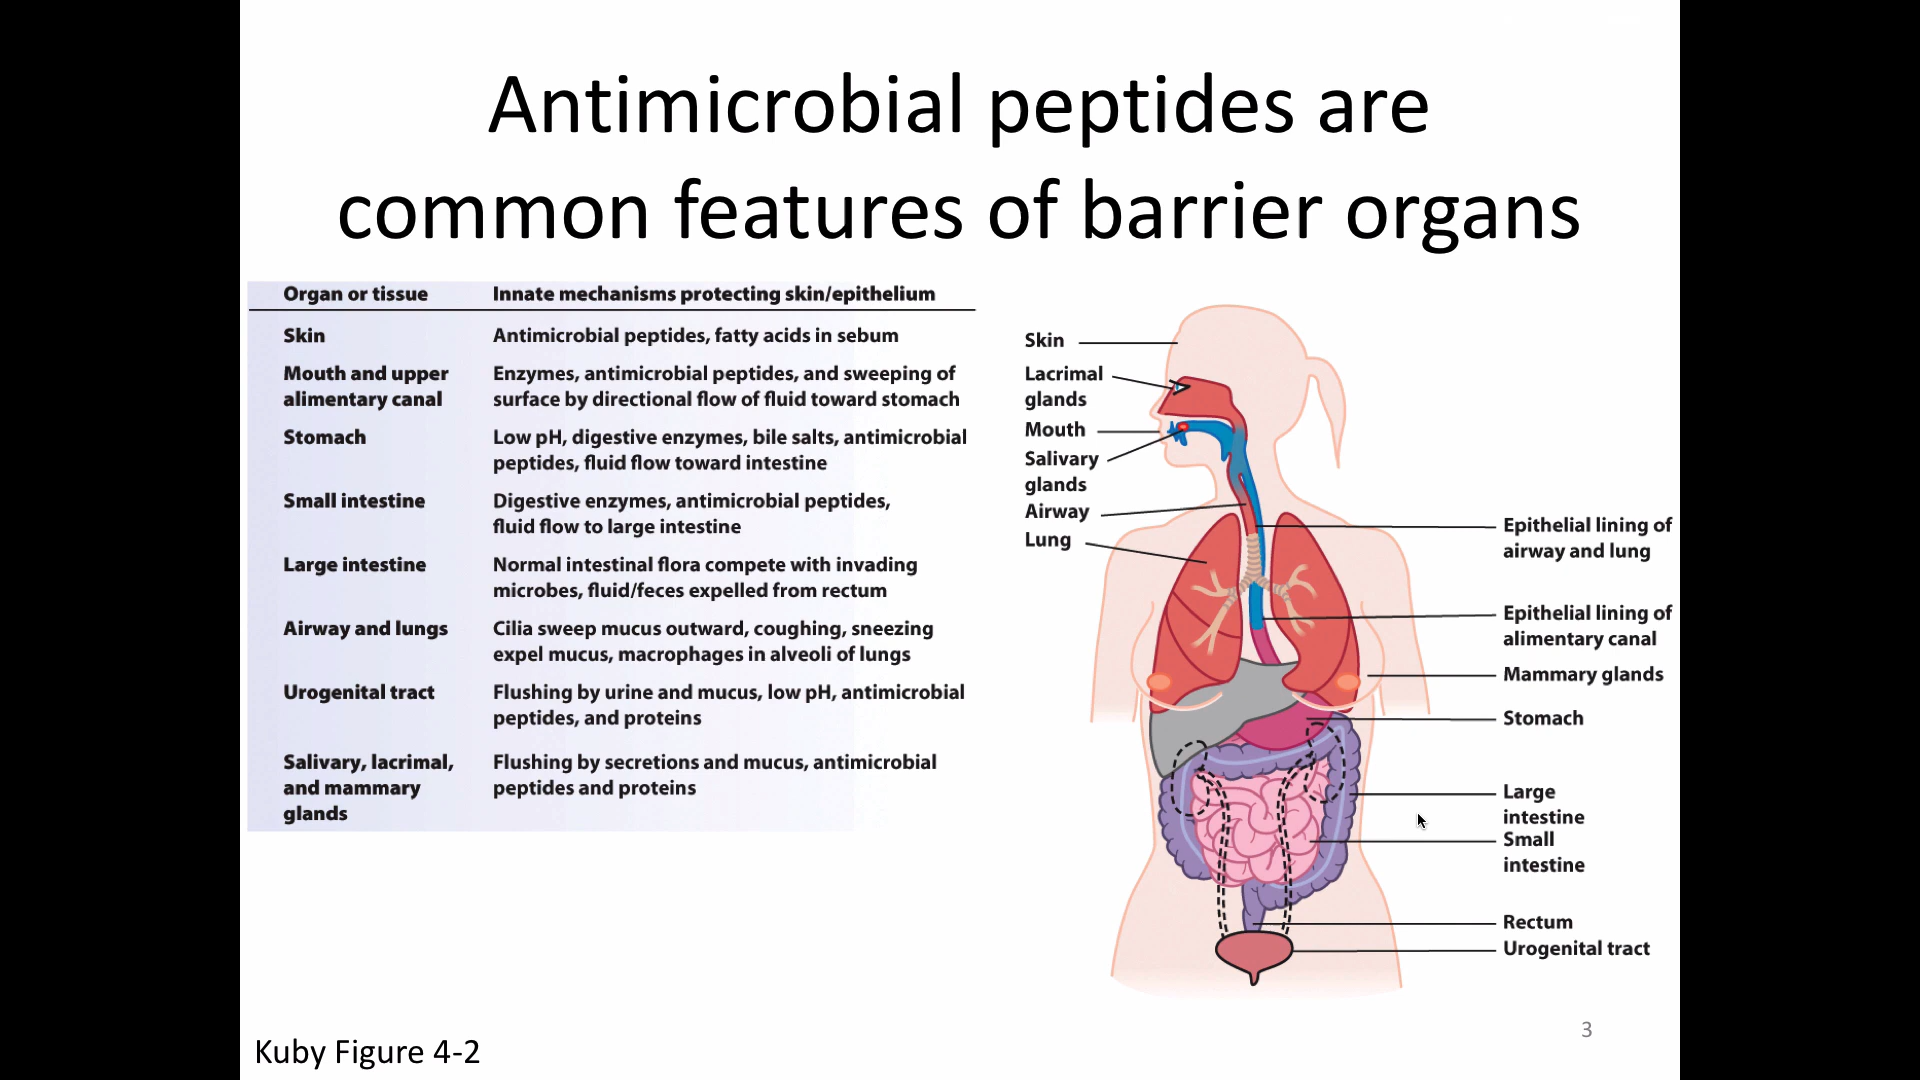 Antimicrobial peptides are
common features of barrier organs
Organ or tissue Innate mechanisms protecting skin/epithelium
Skin Antimicrobial peptides, fatty acids in sebum
Mouth and upper Enzymes, antimicrobial peptides, and sweeping of
alimentary canal surface by directional flow of fluid toward stomach
Stomach Low pH, digestive enzymes, bile salts, antimicrobial
peptides, fluid flow toward intestine
Small intestine Digestive enzymes, antimicrobial peptides,
fluid flow to large intestine
Large intestine Normal intestinal flora compete with invading
microbes, fluid/feces expelled from rectum
Airway and lungs Cilia sweep mucus outward, coughing, sneezing
expel mucus, macrophages in alveoli of lungs
Urogenital tract Flushing by urine and mucus, low pH, antimicrobial
peptides, and proteins
Salivary, lacrimal, Flushing by secretions and mucus, antimicrobial
and mammary peptides and proteins
glands
Skin
Lacrimal
glands
Mouth
Salivary
glands
Airway
Lung
Epithelial lining of
airway and lung
Epithelial lining of
alimentary canal
Mammary glands
Stomach
Large
intestine
Small
intestine
Rectum
Urogenital tract
Kuby Figure 4-2
3